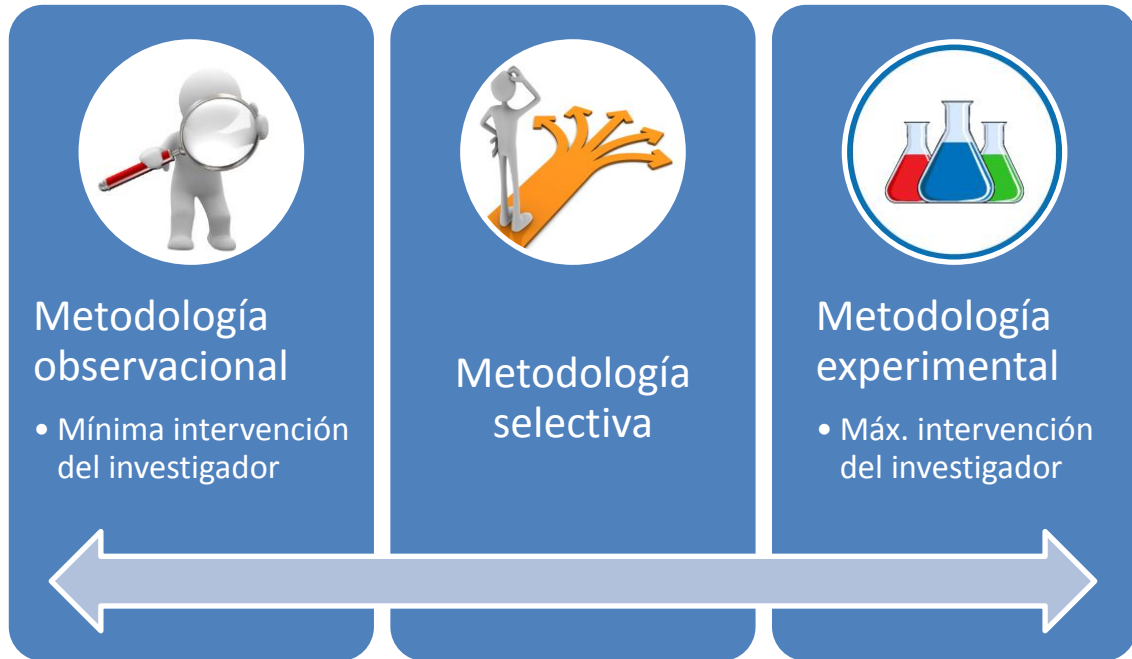 Metodología
observacional
• Mínima intervención
del investigador
Metodología
selectiva
Metodología
experimental
• Máx. intervención
del investigador